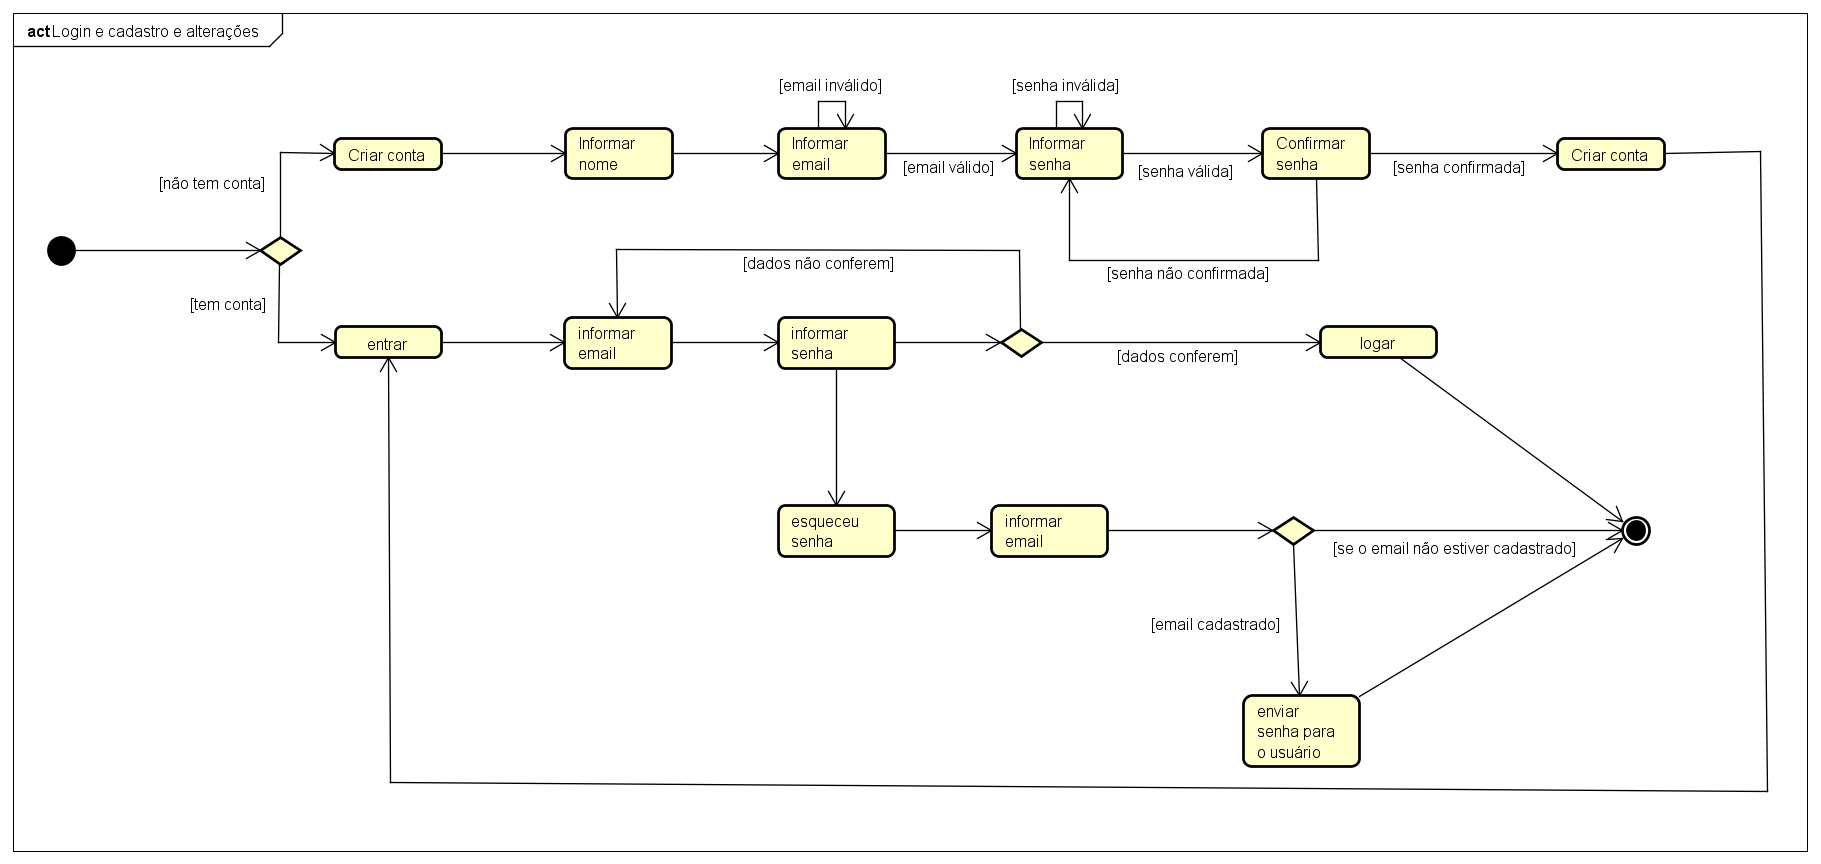 act Login e cadastro e alterações
[email inválido]
[senha inválida]
Criar conta
Informar
nome
Informar
email
[email válido]
Informar
senha
[senha válida]
Confirmar
senha
[senha confirmada]
Criar conta
[não tem conta]
[senha não confirmada]
[dados não conferem]
[tem conta]
entrar
informar
email
informar
senha
[dados conferem]
logar
esqueceu
senha
informar
email
[se o email não estiver cadastrado]
[email cadastrado]
enviar
senha para
o usuário